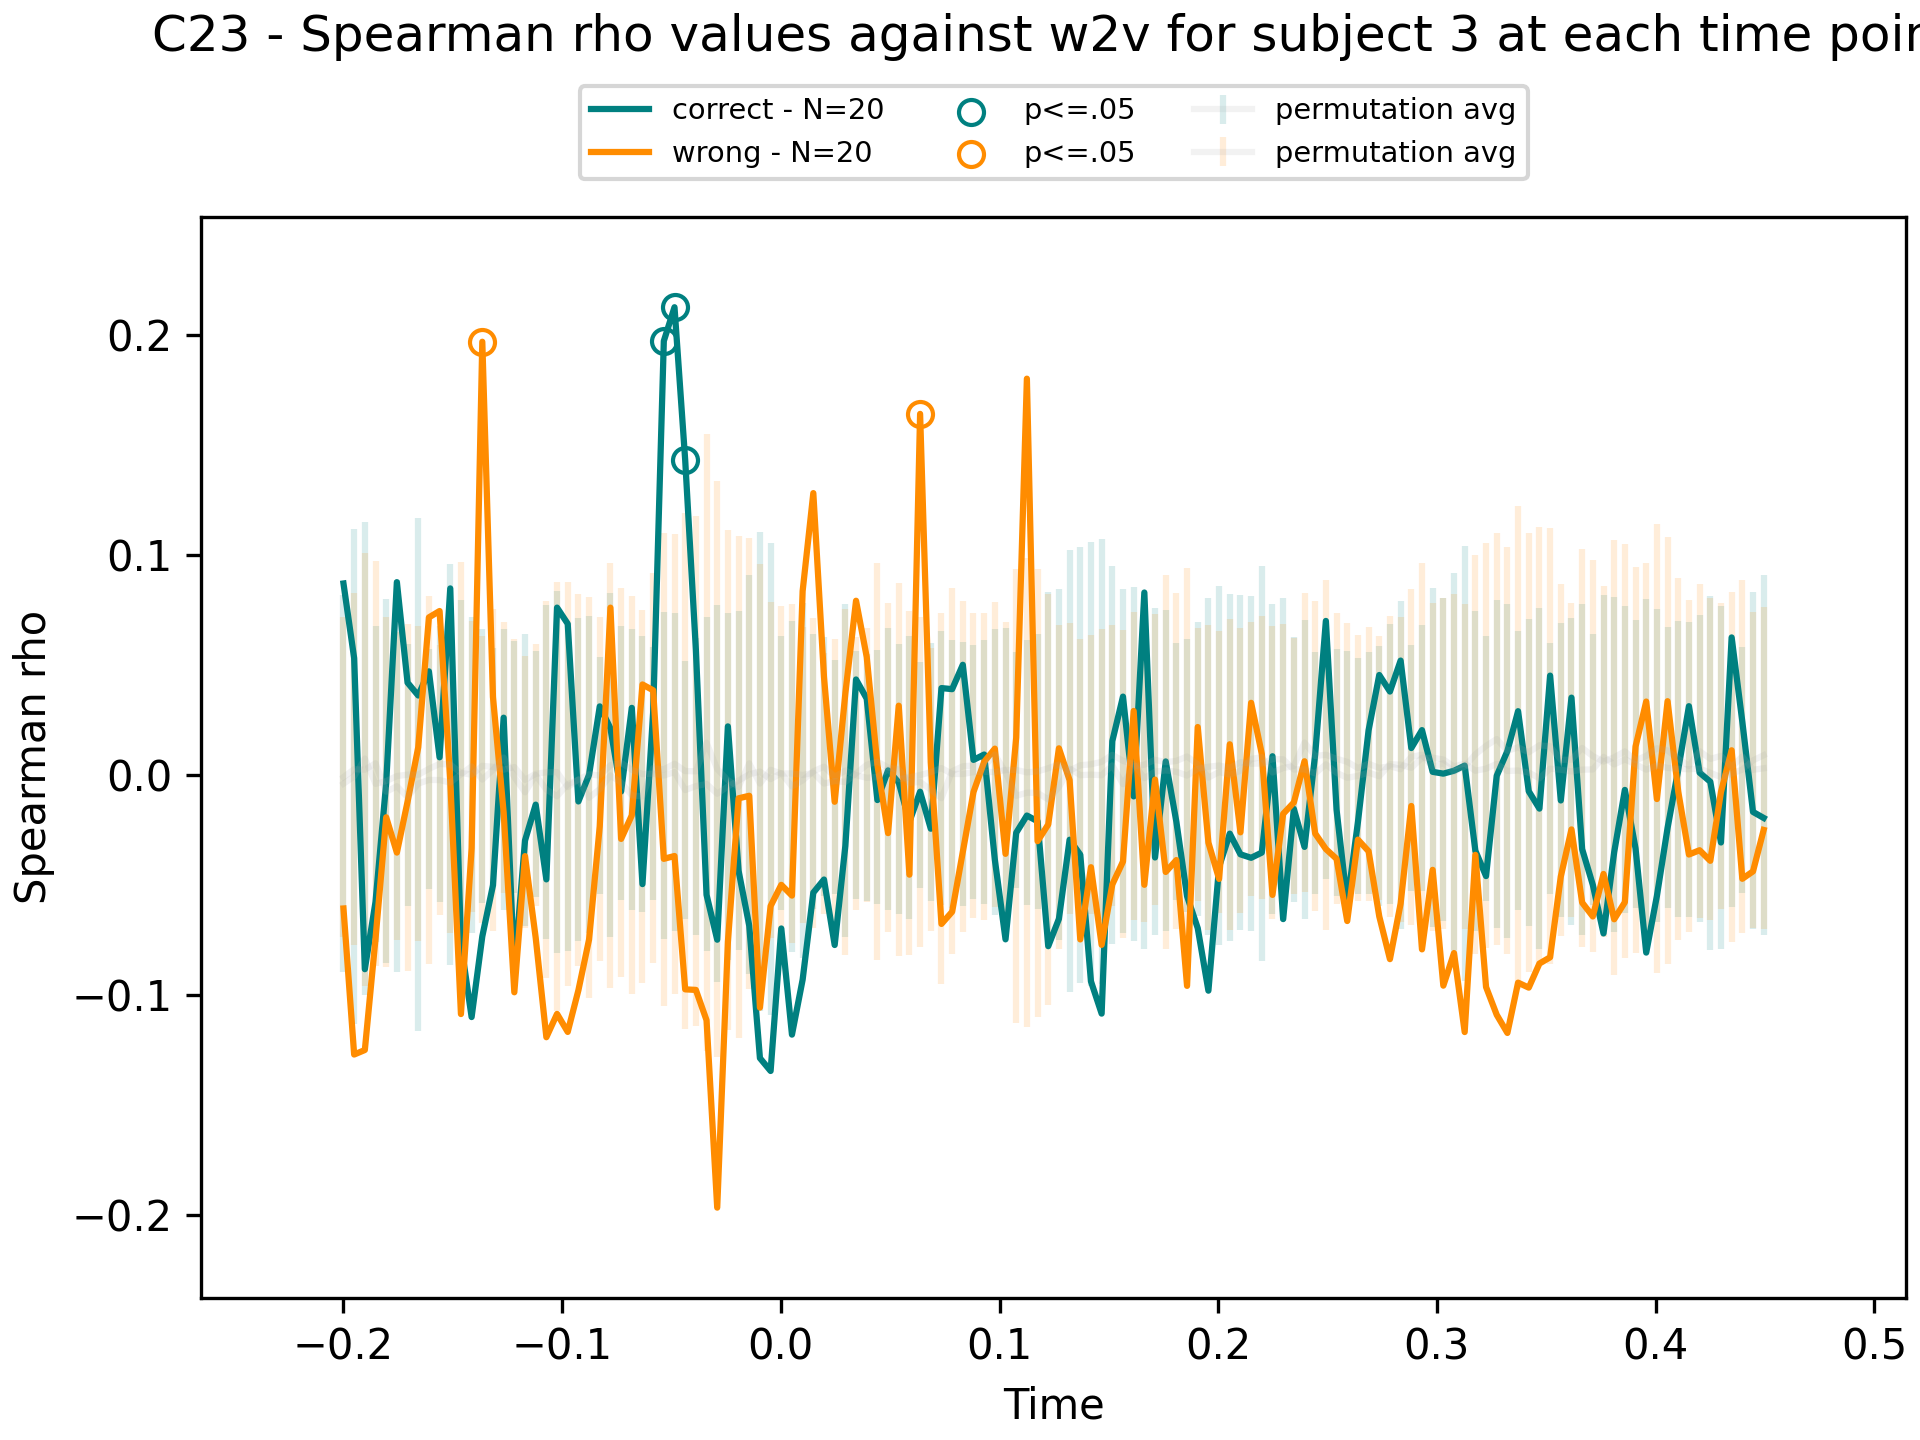 C23 - Spearman rho values against w2v for subject 3 at each time poin
correct - N=20 p<=.05 permutation avg
wrong - N=20 p<=.05 permutation avg
0.2
0.1
0.0
−0.1
−0.2
Spearman rho
−0.2 −0.1 0.0 0.1 0.2 0.3 0.4 0.5
Time